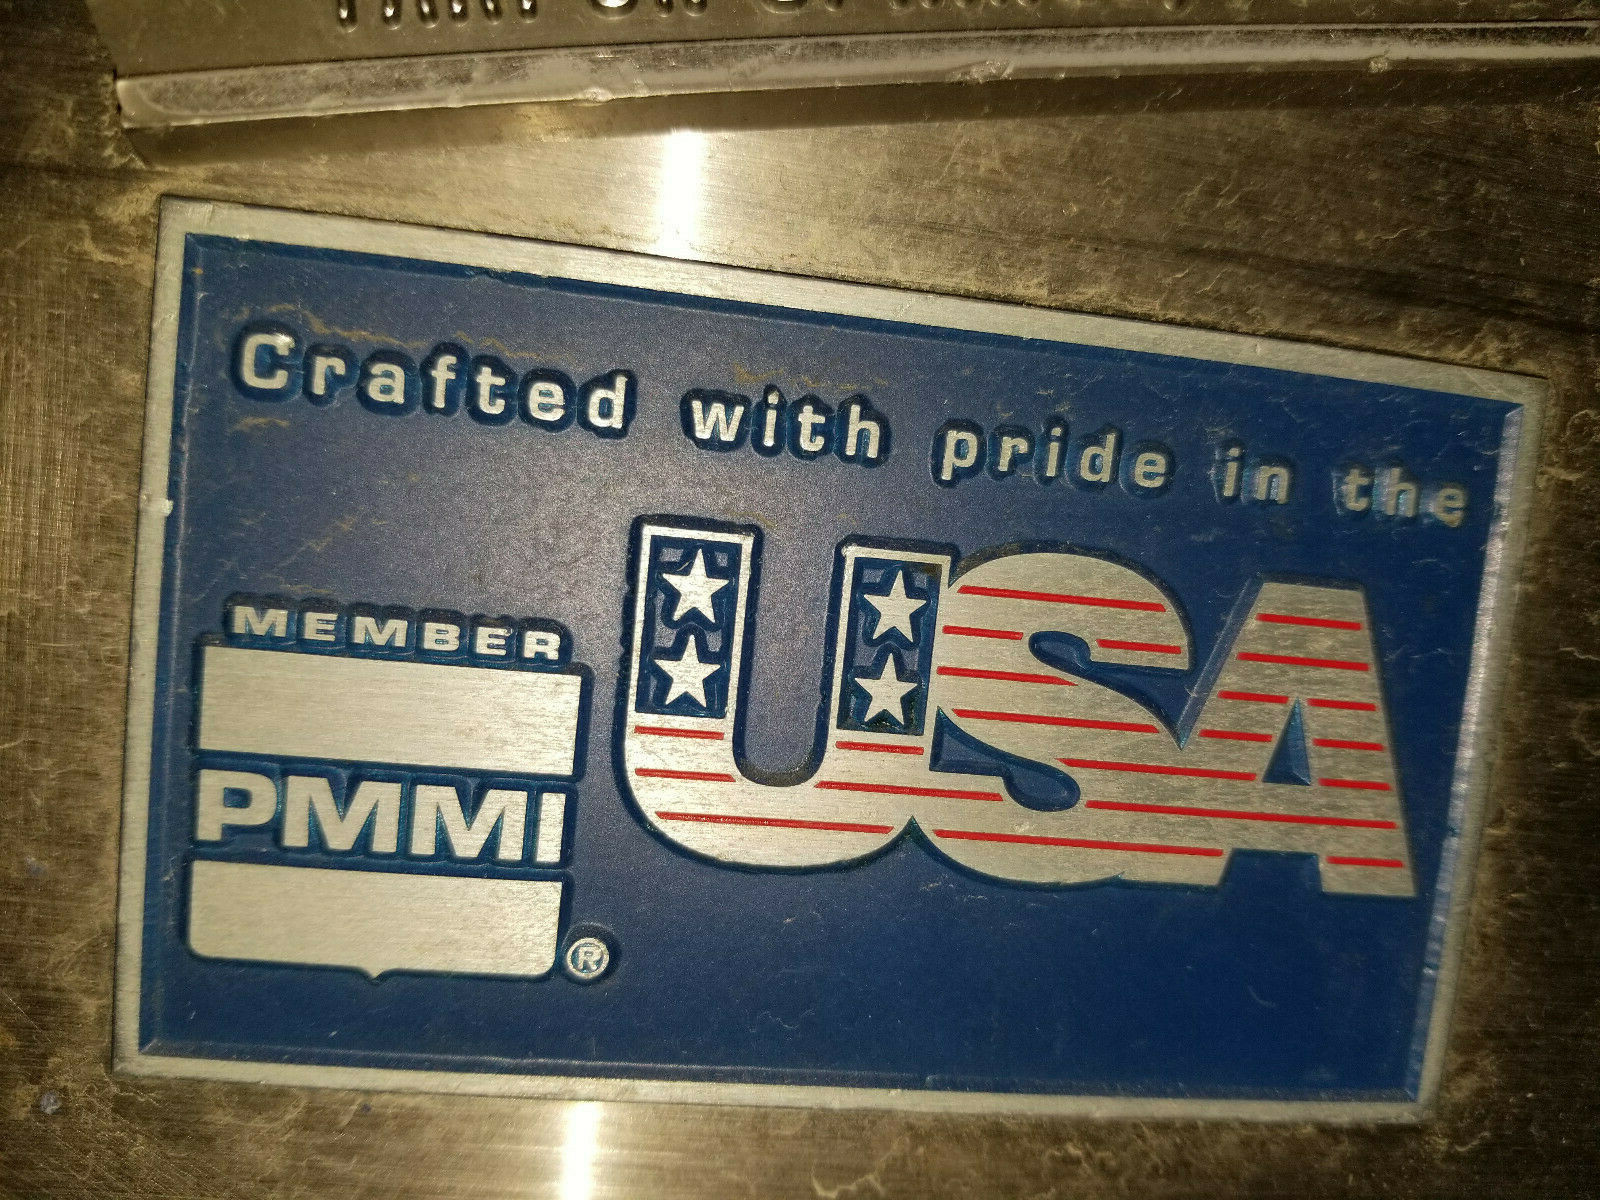 Crafted with pride in the
USA
MEMBER
PMMI
®